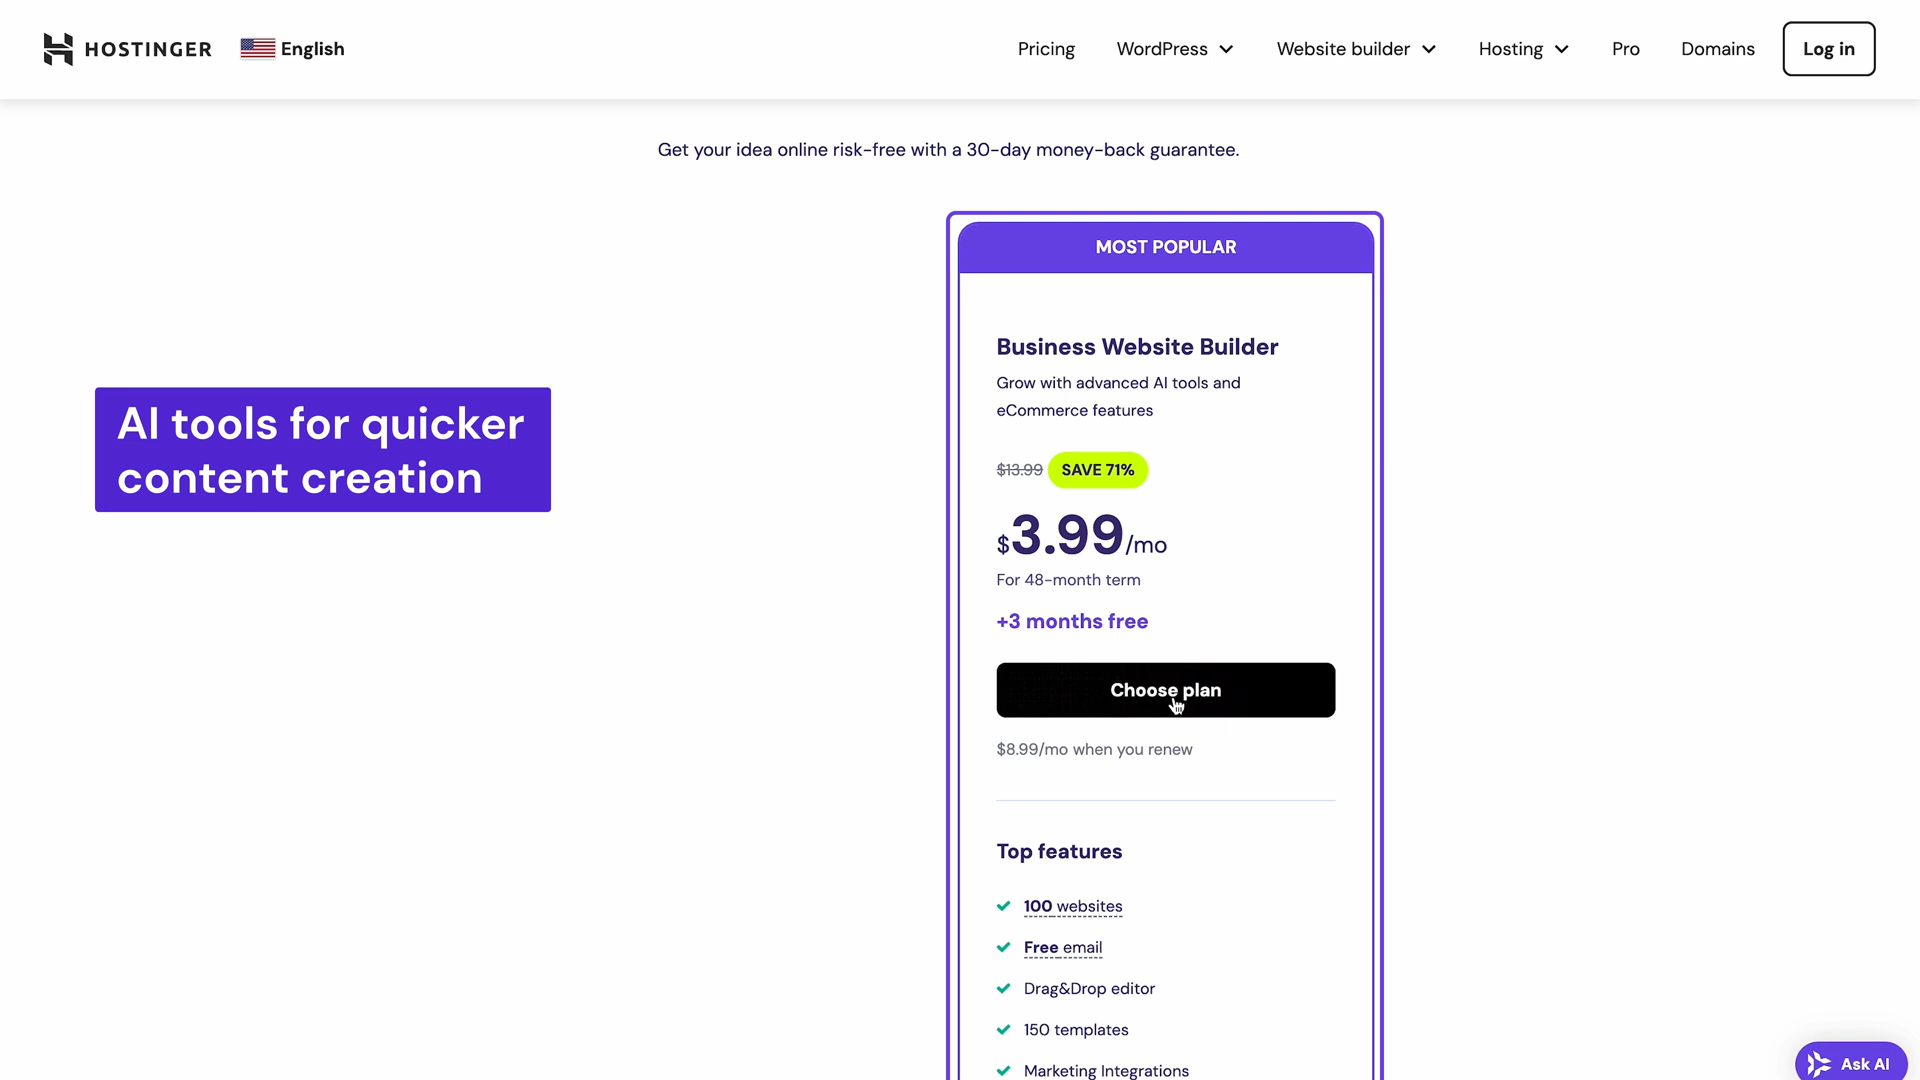 HOSTINGER
English
Pricing
WordPress
Website builder
Hosting
Pro
Domains
Log in
Get your idea online risk-free with a 30-day money-back guarantee.
AI tools for quicker
content creation
MOST POPULAR
Business Website Builder
Grow with advanced AI tools and
eCommerce features
$13.99 SAVE 71%
$3.99/mo
For 48-month term
+3 months free
Choose plan
$8.99/mo when you renew
Top features
100 websites
Free email
Drag&Drop editor
150 templates
Marketing Integrations
Ask AI